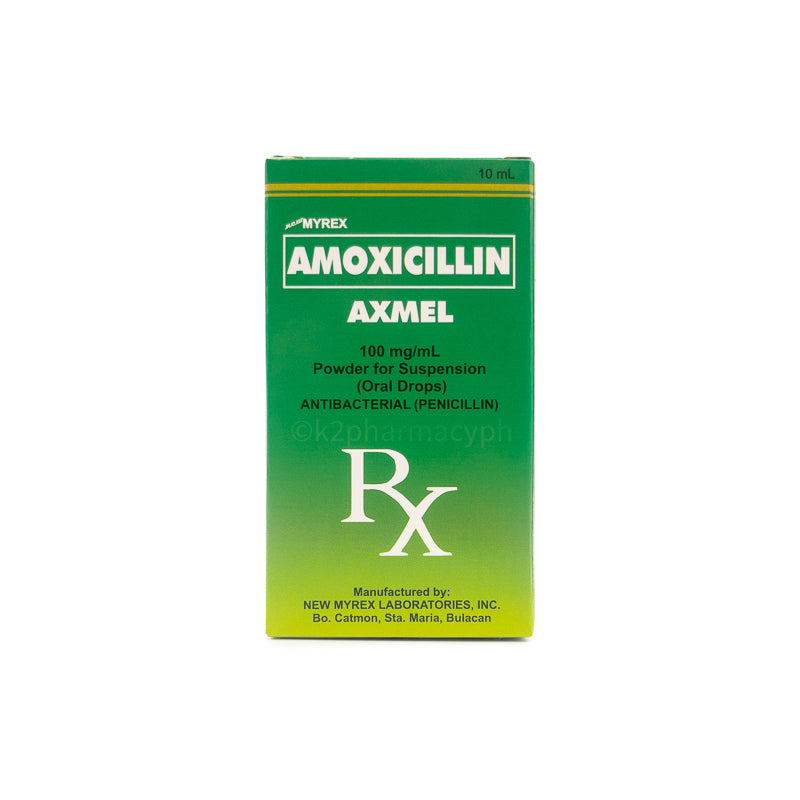 10 mL
new MYREX
AMOXICILLIN
AXMEL
100 mg/mL
Powder for Suspension
(Oral Drops)
ANTIBACTERIAL (PENICILLIN)
©k2pharmacyph
Rx
Manufactured by:
NEW MYREX LABORATORIES, INC.
Bo. Catmon, Sta. Maria, Bulacan